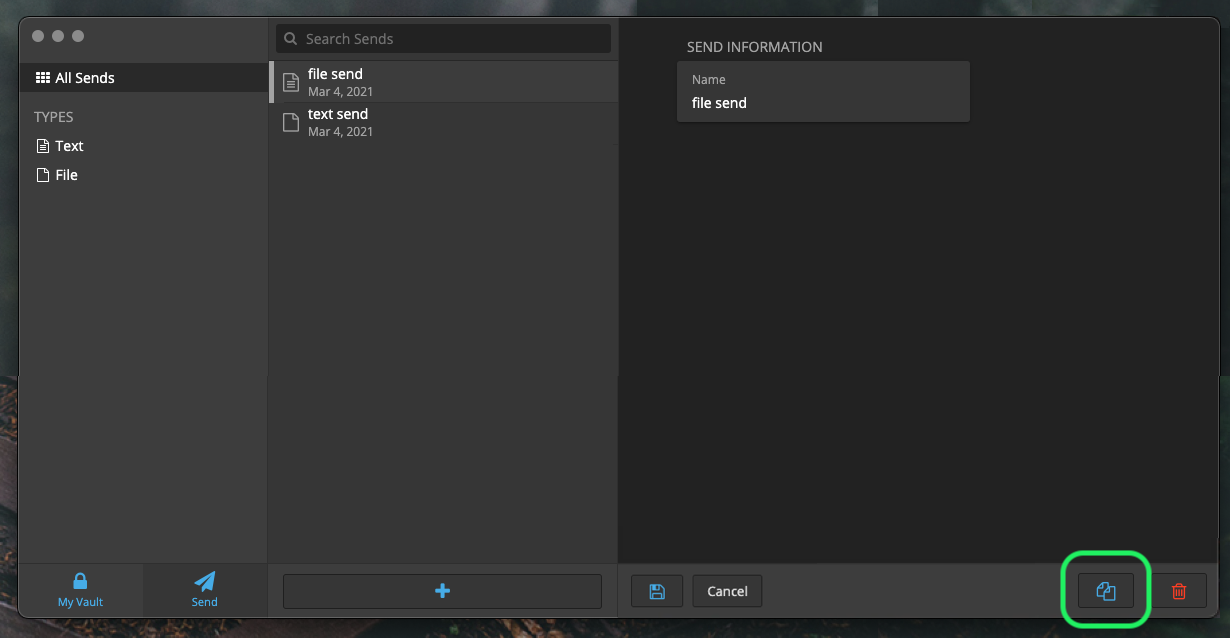 All Sends
TYPES
Text
File
My Vault
Send
Search Sends
file send
Mar 4, 2021
text send
Mar 4, 2021
SEND INFORMATION
Name
file send
Cancel